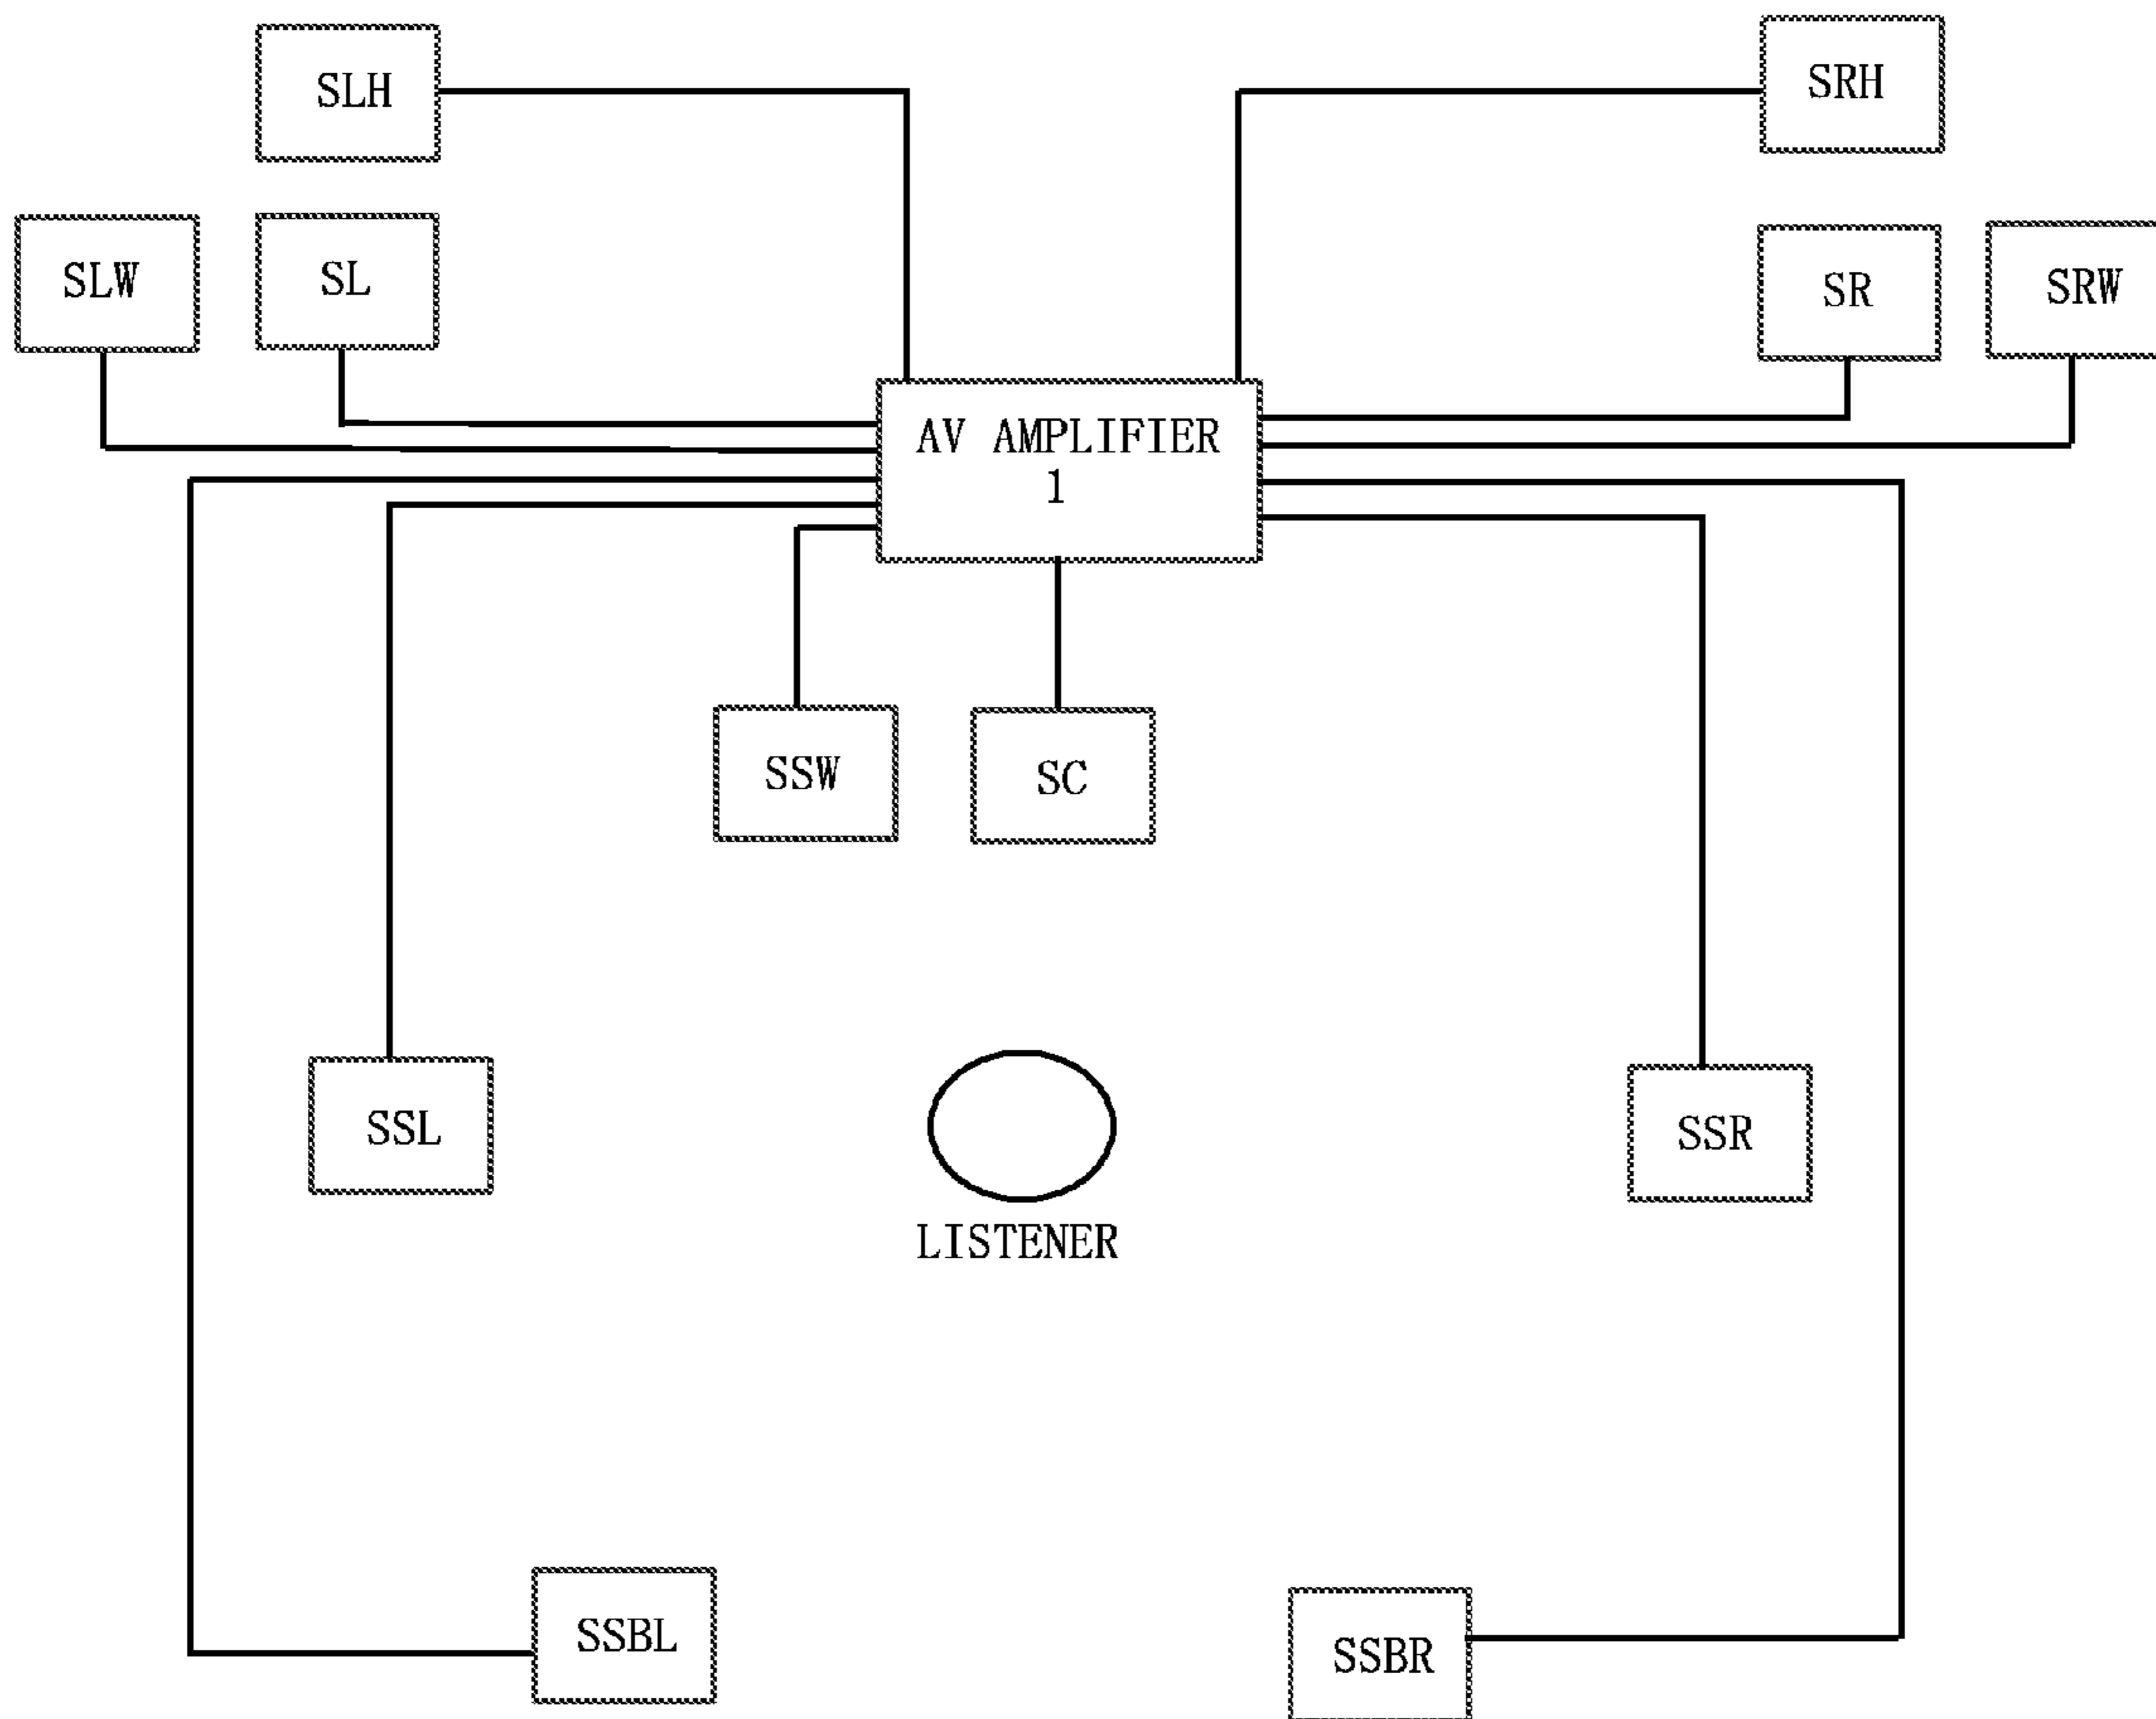 SLH
SRH
SLW
SL
SR
SRW
AV AMPLIFIER
1
SSW
SC
SSL
SSR
LISTENER
SSBL
SSBR